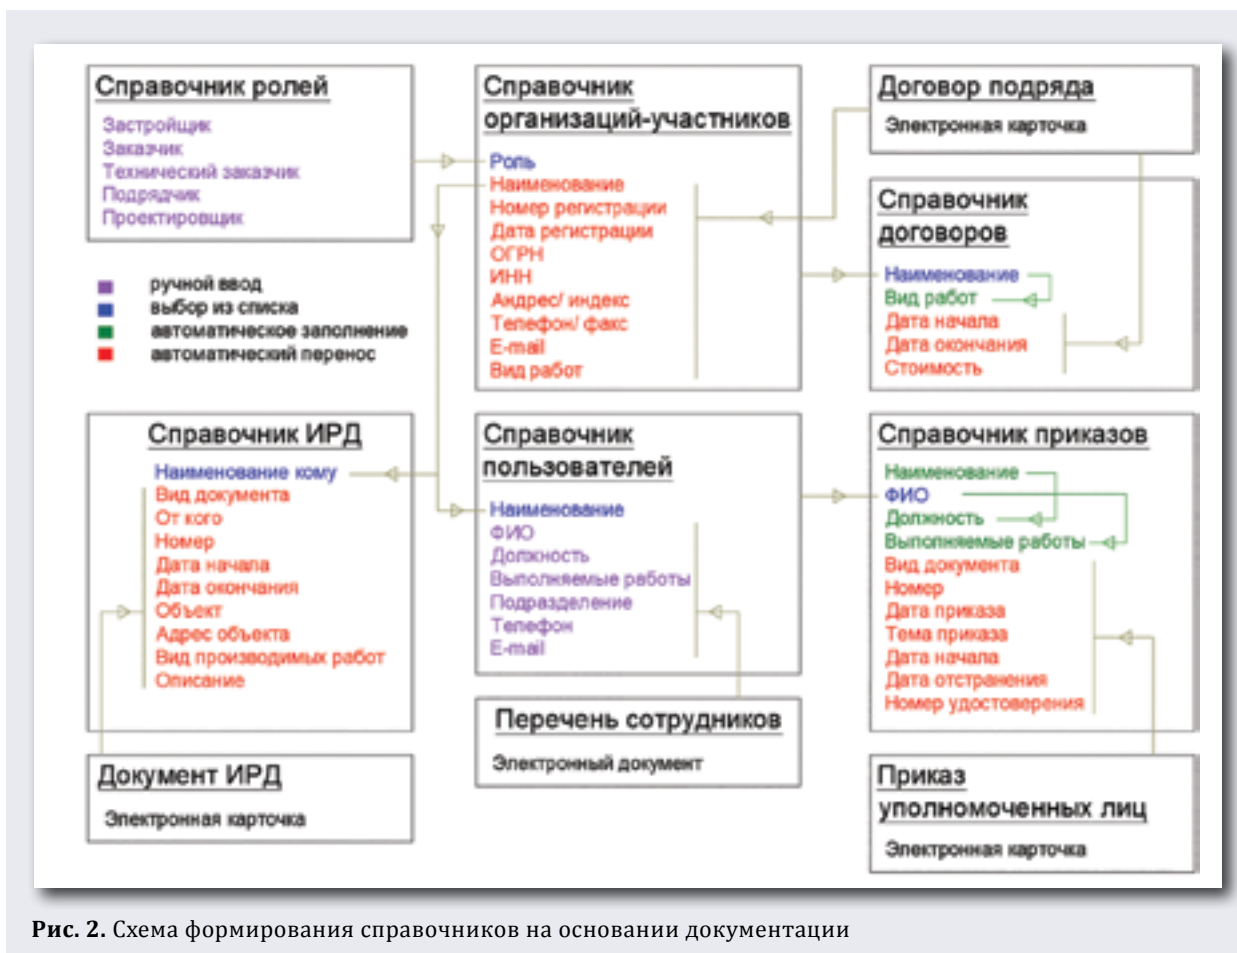 Справочник ролей
Застройщик
Заказчик
Технический заказчик
Подрядчик
Проектировщик
ручной ввод
выбор из списка
автоматическое заполнение
автоматический перенос
Справочник
организаций-участников
Роль
Наименование
Номер регистрации
Дата регистрации
ОГРН
ИНН
Андрес/ индекс
Телефон/ факс
E-mail
Вид работ
Договор подряда
Электронная карточка
Справочник
договоров
Наименование
Вид работ
Дата начала
Дата окончания
Стоимость
Справочник ИРД
Наименование кому
Вид документа
От кого
Номер
Дата начала
Дата окончания
Объект
Адрес объекта
Вид производимых работ
Описание
Документ ИРД
Электронная карточка
Справочник
пользователей
Наименование
ФИО
Должность
Выполняемые работы
Подразделение
Телефон
E-mail
Перечень сотрудников
Электронный документ
Справочник приказов
Наименование
ФИО
Должность
Выполняемые работы
Вид документа
Номер
Дата приказа
Тема приказа
Дата начала
Дата отстранения
Номер удостоверения
Приказ
уполномоченных лиц
Электронная карточка
Рис. 2. Схема формирования справочников на основании документации